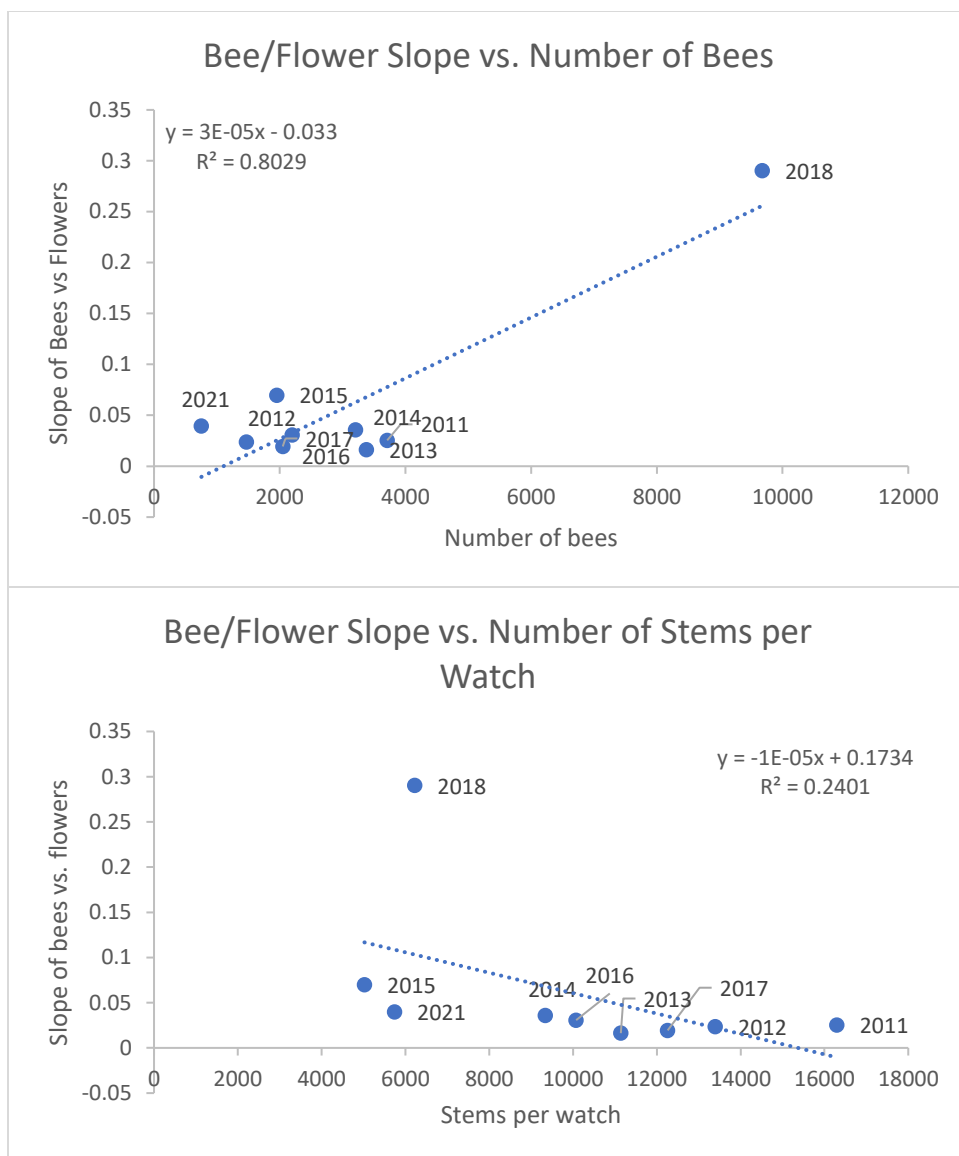 Bee/Flower Slope vs. Number of Bees
0.35
y = 3E-05x - 0.033
R² = 0.8029
0.3
2018
0.25
0.2
0.15
0.1
2021
2015
0.05
2012
2014
2011
2017
2016
2013
0
-0.05
0 2000 4000 6000 8000 10000 12000
Slope of Bees vs Flowers
Number of bees
Bee/Flower Slope vs. Number of Stems per
Watch
0.35
y = -1E-05x + 0.1734
R² = 0.2401
0.3
2018
0.25
0.2
0.15
0.1
2015
2016
2014
2013
2017
0.05
2021
2012
2011
0
-0.05
0 2000 4000 6000 8000 10000 12000 14000 16000 18000
Slope of bees vs. flowers
Stems per watch